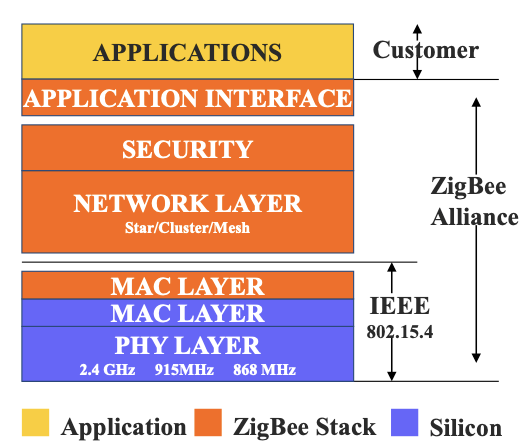 APPLICATIONS
Customer
APPLICATION INTERFACE
SECURITY
NETWORK LAYER
Star/Cluster/Mesh
ZigBee
Alliance
MAC LAYER
MAC LAYER
IEEE
802.15.4
PHY LAYER
2.4 GHz 915MHz 868 MHz
Application ZigBee Stack Silicon